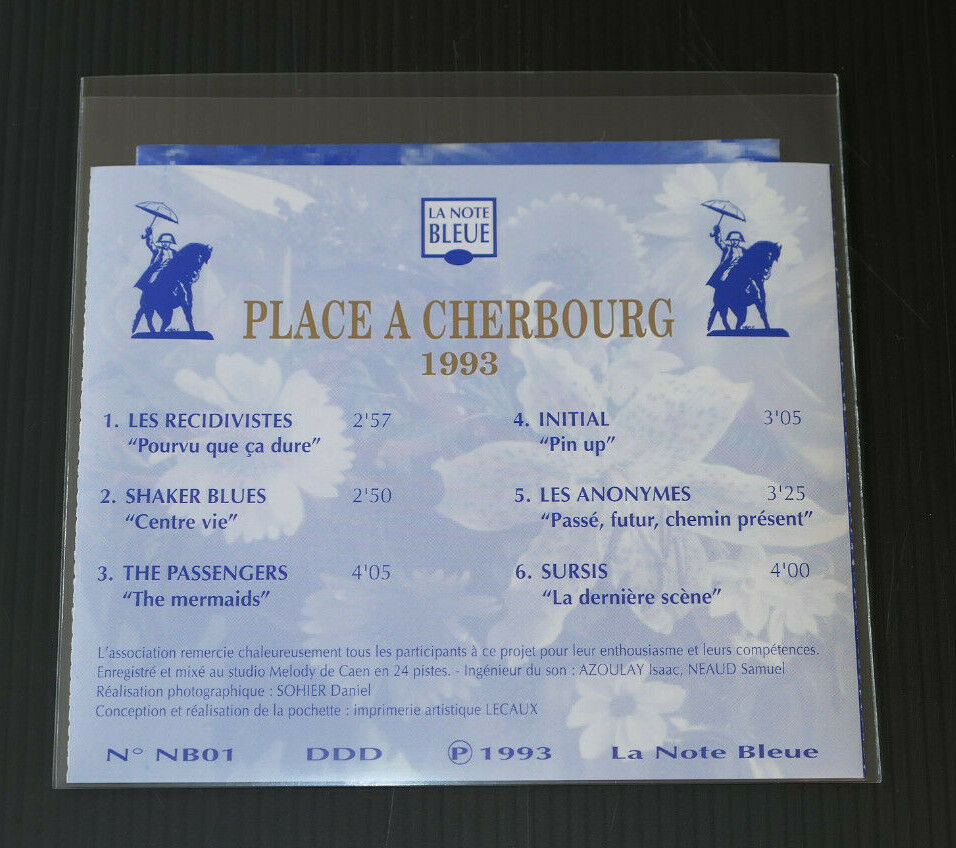 LA NOTE
BLEUE
PLACE A CHERBOURG
1993
1. LES RECIDIVISTES 2'57
“Pourvu que ça dure”
2. SHAKER BLUES 2'50
“Centre vie”
3. THE PASSENGERS 4'05
“The mermaids”
4. INITIAL 3'05
“Pin up”
5. LES ANONYMES 3'25
“Passé, futur, chemin présent”
6. SURSIS 4'00
“La dernière scène”
L'association remercie chaleureusement tous les participants à ce projet pour leur enthousiasme et leurs compétences.
Enregistré et mixé au studio Melody de Caen en 24 pistes. - Ingénieur du son : AZOULAY Isaac, NEAUD Samuel
Réalisation photographique : SOHIER Daniel
Conception et réalisation de la pochette : imprimerie artistique LECAUX
N° NB01 DDD Ⓟ 1993 La Note Bleue